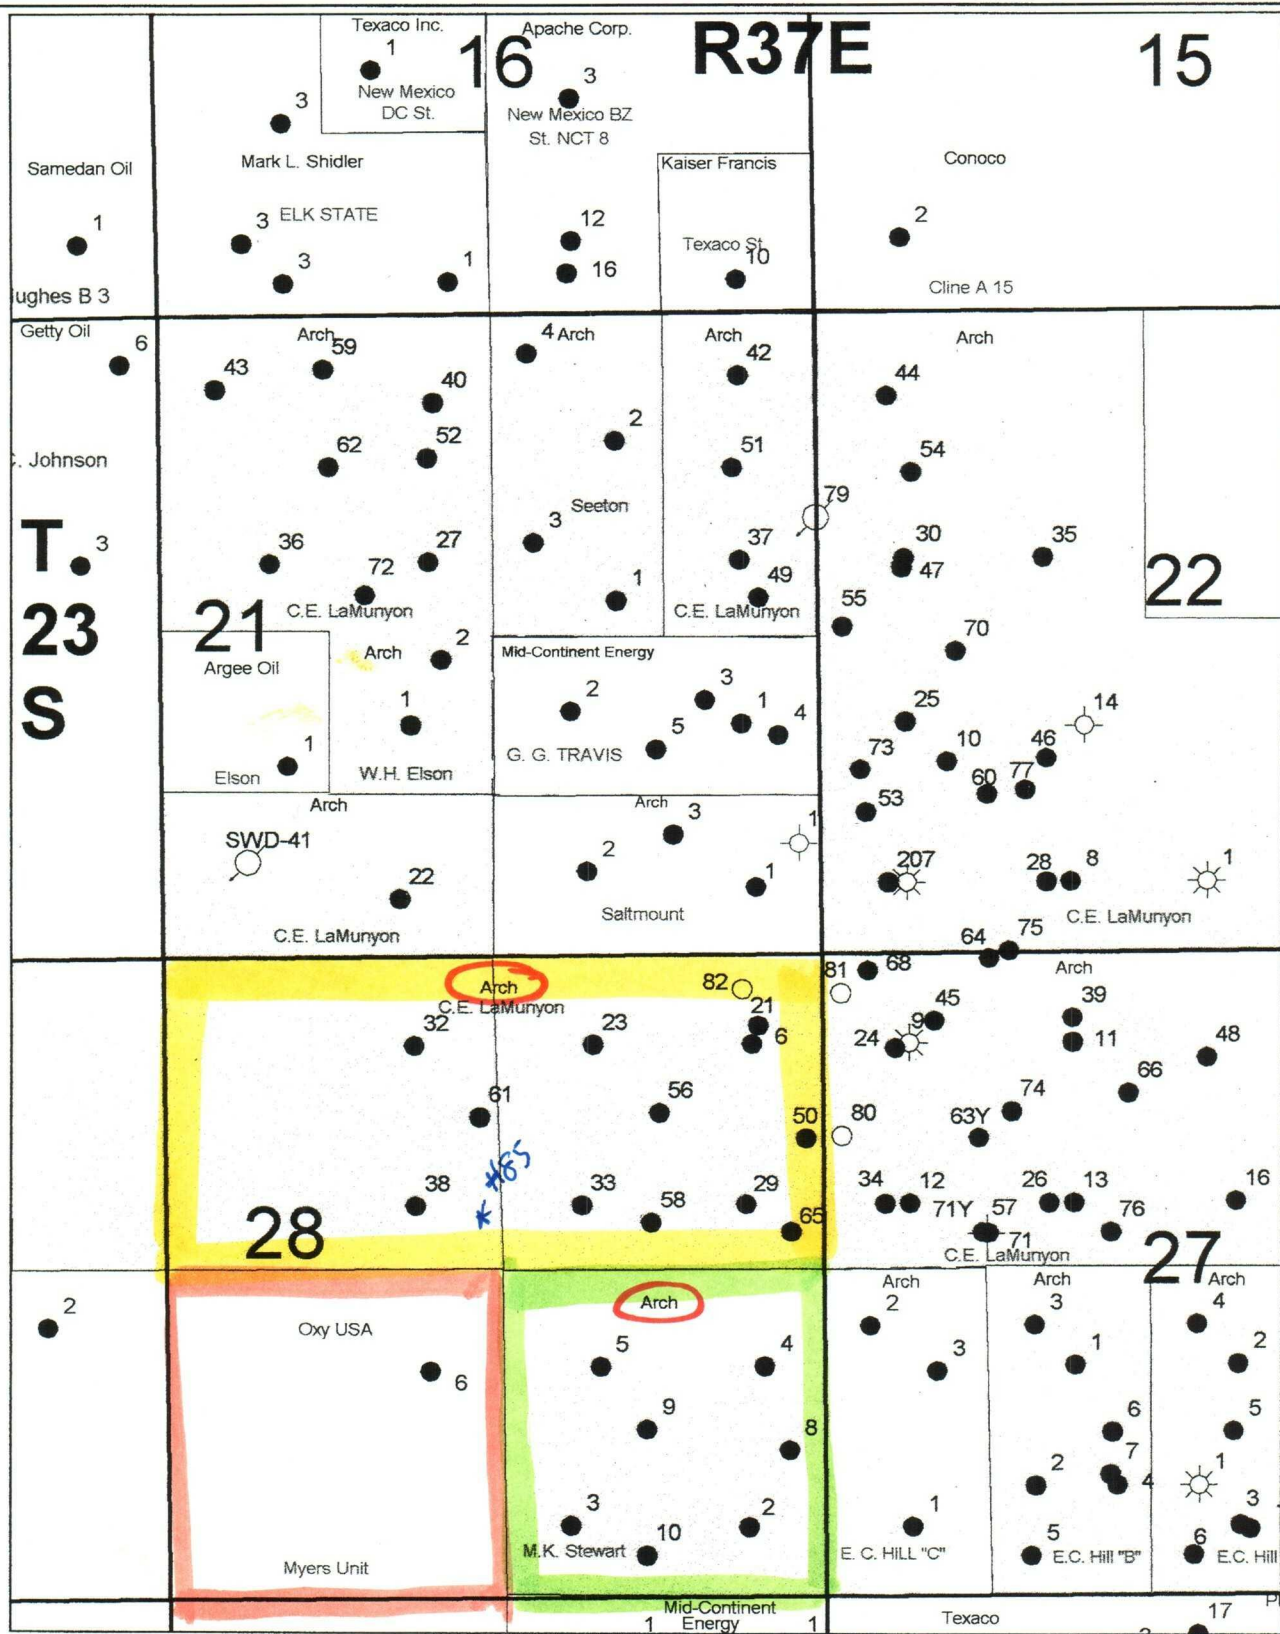 Texaco Inc.
1
16
Apache Corp.
R37E
15
New Mexico
DC St.
3
3
New Mexico BZ
St. NCT 8
Samedan Oil
Mark L. Shidler
Kaiser Francis
Conoco
1
3
ELK STATE
12
2
3
1
16
Texaco St.
10
Cline A 15
ughes B 3
Getty Oil
6
Arch
59
4
Arch
Arch
42
Arch
43
40
44
62
52
2
51
54
. Johnson
Seeton
79
T
3
36
27
3
37
30
35
72
49
47
22
23
21
C.E. LaMunyon
1
C.E. LaMunyon
55
70
S
Argee Oil
Arch
2
Mid-Continent Energy
1
2
3
1
4
25
14
5
73
10
46
Elson
1
W.H. Elson
G. G. TRAVIS
60
77
53
Arch
Arch
SWD-41
3
1
22
2
1
207
28
8
1
Saltmount
C.E. LaMunyon
C.E. LaMunyon
64
75
Arch
82
81
68
Arch
C.E. LaMunyon
32
23
21
6
45
9
24
39
11
48
61
56
66
74
50
80
63Y
#85
38
33
58
29
65
34
12
71Y
57
26
13
76
16
28
71
C.E. LaMunyon
27
2
Oxy USA
Arch
Arch
2
Arch
3
Arch
4
6
5
4
3
1
2
9
8
6
5
7
2
4
1
3
2
1
3
10
5
6
Myers Unit
M.K. Stewart
E. C. HILL "C"
E.C. Hill "B"
E.C. Hill
Mid-Continent
Energy
1
1
Texaco
17